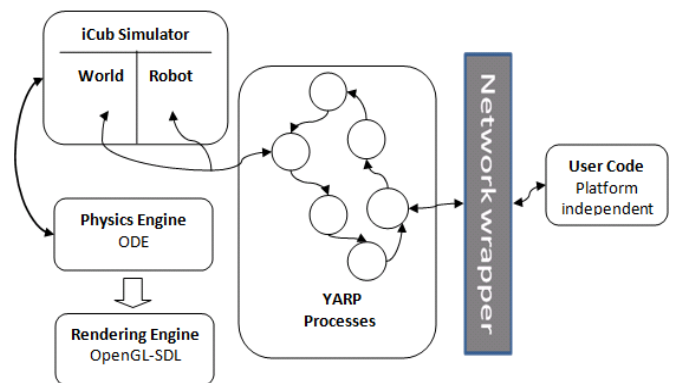 iCub Simulator
World
Robot
Physics Engine
ODE
Rendering Engine
OpenGL-SDL
YARP
Processes
Network wrapper
User Code
Platform
independent